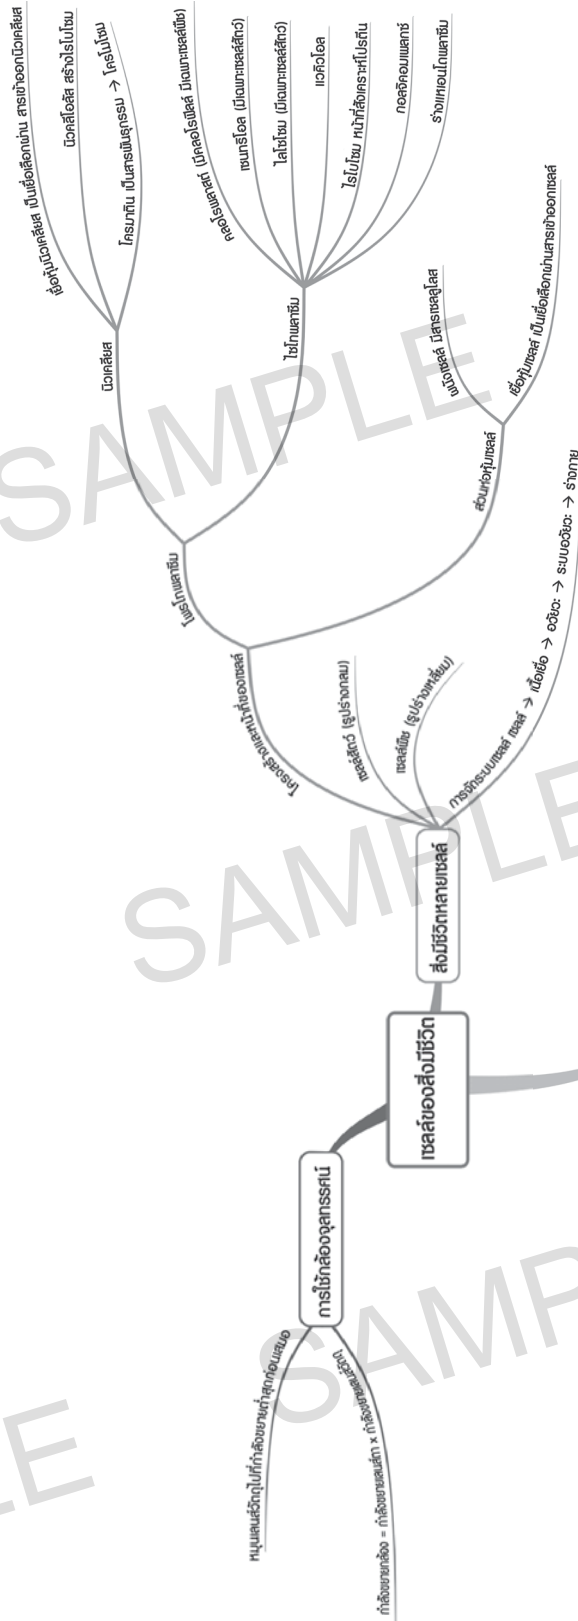 เซลล์ของสิ่งมีชีวิต
การใช้กล้องจุลทรรศน์
หมุนเลนส์วัตถุไปที่กำลังขยายต่ำสุดก่อนเสมอ
กำลังขยายกล้อง = กำลังขยายเลนส์ตา x กำลังขยายเลนส์วัตถุ
สิ่งมีชีวิตหลายเซลล์
โครงสร้างและหน้าที่ของเซลล์
โพรโทพลาซึม
นิวเคลียส
เยื่อหุ้มนิวเคลียส เป็นเยื่อเลือกผ่าน สารเข้าออกนิวเคลียส
นิวคลีโอลัส สร้างไรโบโซม
โครมาทิน เป็นสารพันธุกรรม → โครโมโซม
ไซโทพลาซึม
คลอโรพลาสต์ (มีคลอโรฟิลล์ มีเฉพาะเซลล์พืช)
เซนทริโอล (มีเฉพาะเซลล์สัตว์)
ไลโซโซม (มีเฉพาะเซลล์สัตว์)
แวคิวโอล
ไรโบโซม หน้าที่สังเคราะห์โปรตีน
กอลจิคอมเพลกซ์
ร่างแหเอนโดพลาซึม
ส่วนห่อหุ้มเซลล์
ผนังเซลล์ มีสารเซลลูโลส
เยื่อหุ้มเซลล์ เป็นเยื่อเลือกผ่านสารเข้าออกเซลล์
เซลล์สัตว์ (รูปร่างกลม)
เซลล์พืช (รูปร่างเหลี่ยม)
การจัดระบบเซลล์ เซลล์ → เนื้อเยื่อ → อวัยวะ → ระบบอวัยวะ → ร่างกาย
SAMPLE
SAMPLE
SAMP
LE